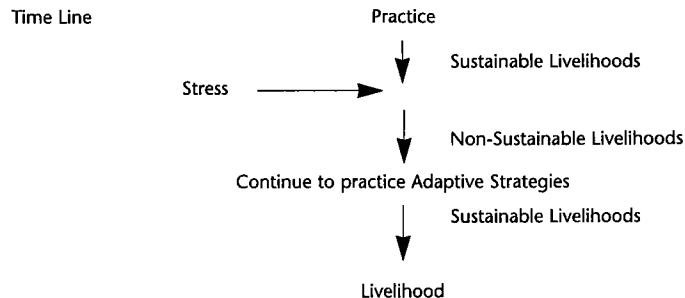 Time Line
Practice
Sustainable Livelihoods
Stress
Non-Sustainable Livelihoods
Continue to practice Adaptive Strategies
Sustainable Livelihoods
Livelihood